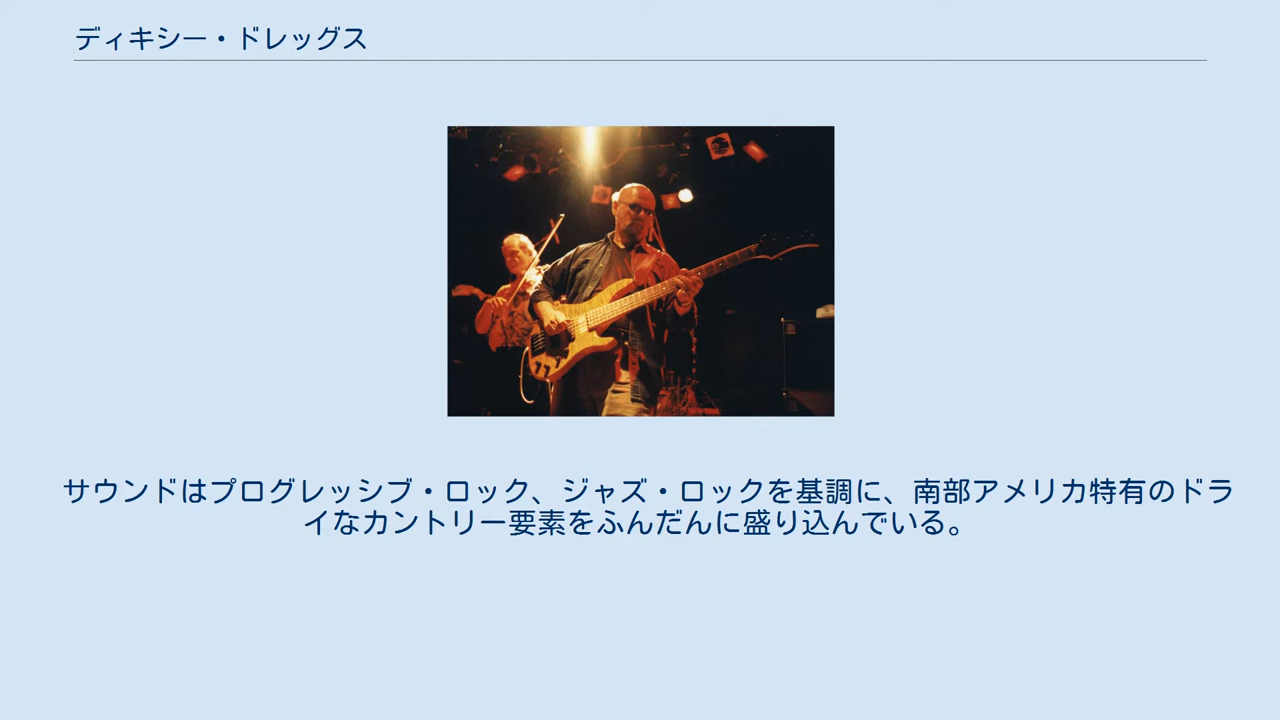 ディキシー・ドレッグス
サウンドはプログレッシブ・ロック、ジャズ・ロックを基調に、南部アメリカ特有のドラ
イなカントリー要素をふんだんに盛り込んでいる。